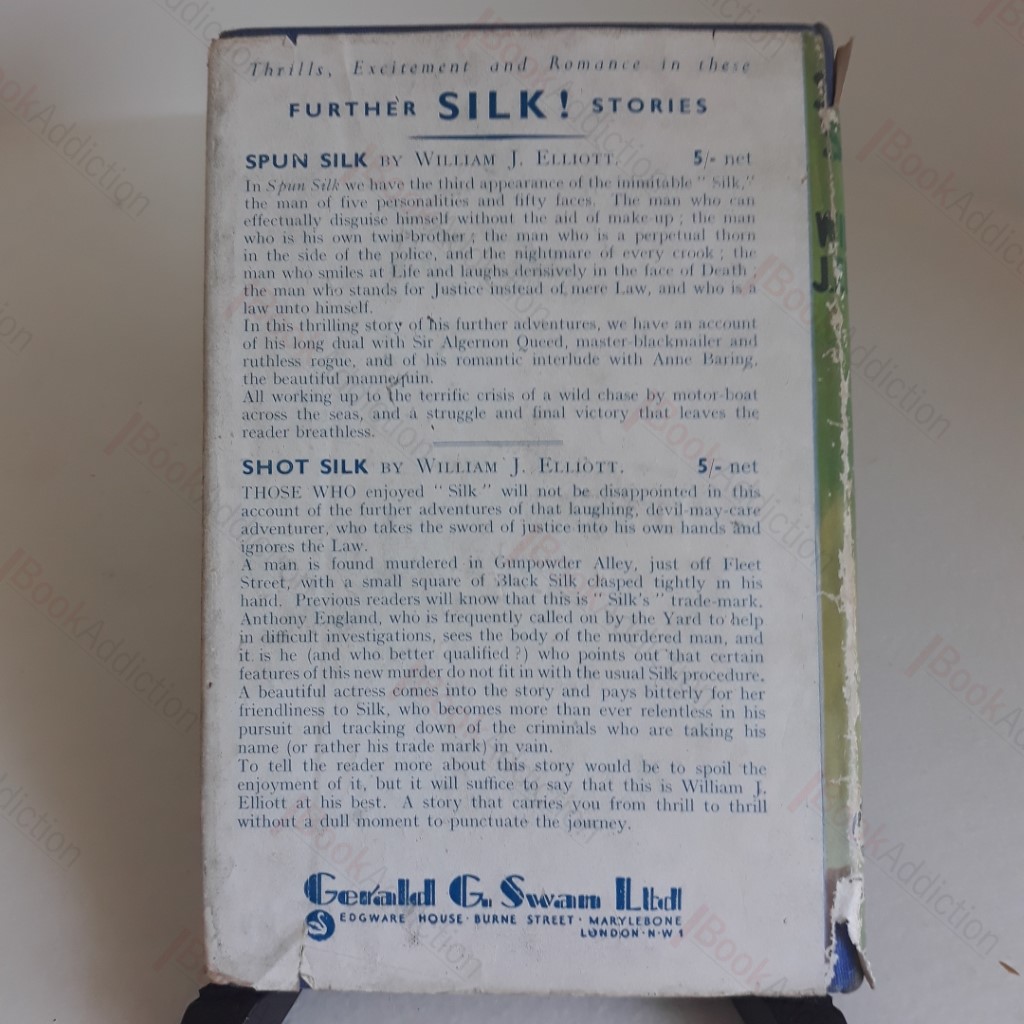 Thrills, Excitement and Romance in these
FURTHER SILK! STORIES
SPUN SILK BY WILLIAM J. ELLIOTT. 5/- net
In Spun Silk we have the third appearance of the inimitable "Silk,"
the man of five personalities and fifty faces. The man who can
effectually disguise himself without the aid of make-up; the man
who is his own twin-brother; the man who is a perpetual thorn
in the side of the police, and the nightmare of every crook; the
man who smiles at Life and laughs derisively in the face of Death;
the man who stands for Justice instead of mere Law, and who is a
law unto himself.
In this thrilling story of his further adventures, we have an account
of his long dual with Sir Algernon Queed, master-blackmailer and
ruthless rogue, and of his romantic interlude with Anne Baring,
the beautiful mannequin.
All working up to the terrific crisis of a wild chase by motor-boat
across the seas, and a struggle and final victory that leaves the
reader breathless.
SHOT SILK BY WILLIAM J. ELLIOTT. 5/- net
THOSE WHO enjoyed "Silk" will not be disappointed in this
account of the further adventures of that laughing, devil-may-care
adventurer, who takes the sword of justice into his own hands and
ignores the Law.
A man is found murdered in Gunpowder Alley, just off Fleet
Street, with a small square of Black Silk clasped tightly in his
hand. Previous readers will know that this is "Silk's" trade-mark.
Anthony England, who is frequently called on by the Yard to help
in difficult investigations, sees the body of the murdered man, and
it is he (and who better qualified?) who points out that certain
features of this new murder do not fit in with the usual Silk procedure.
A beautiful actress comes into the story and pays bitterly for her
friendliness to Silk, who becomes more than ever relentless in his
pursuit and tracking down of the criminals who are taking his
name (or rather his trade mark) in vain.
To tell the reader more about this story would be to spoil the
enjoyment of it, but it will suffice to say that this is William J.
Elliott at his best. A story that carries you from thrill to thrill
without a dull moment to punctuate the journey.
Gerald G. Swan Ltd
EDGWARE HOUSE · BURNE STREET · MARYLEBONE
LONDON · N·W 1
W
J.
BookAddiction